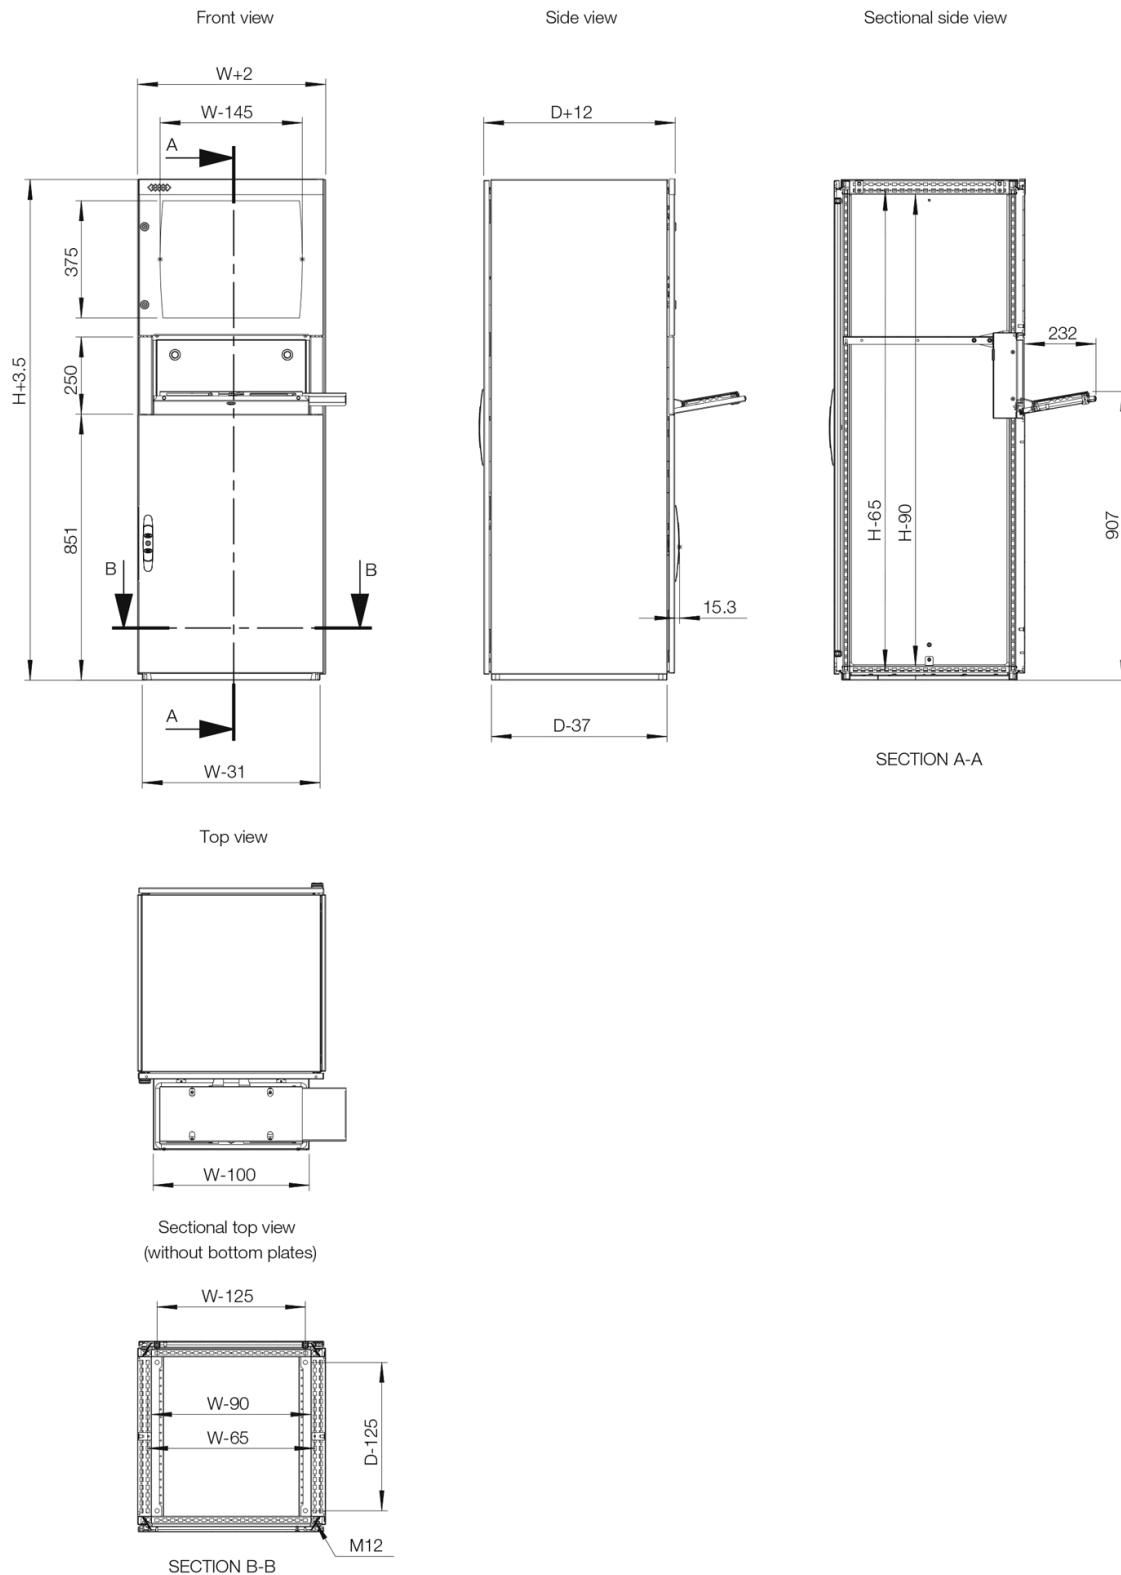 Front view
Side view
Sectional side view
W+2
W-145
D+12
A
375
H+3.5
250
232
851
H-65
H-90
907
B
B
15.3
A
D-37
W-31
SECTION A-A
Top view
W-100
Sectional top view
(without bottom plates)
W-125
W-90
W-65
D-125
M12
SECTION B-B